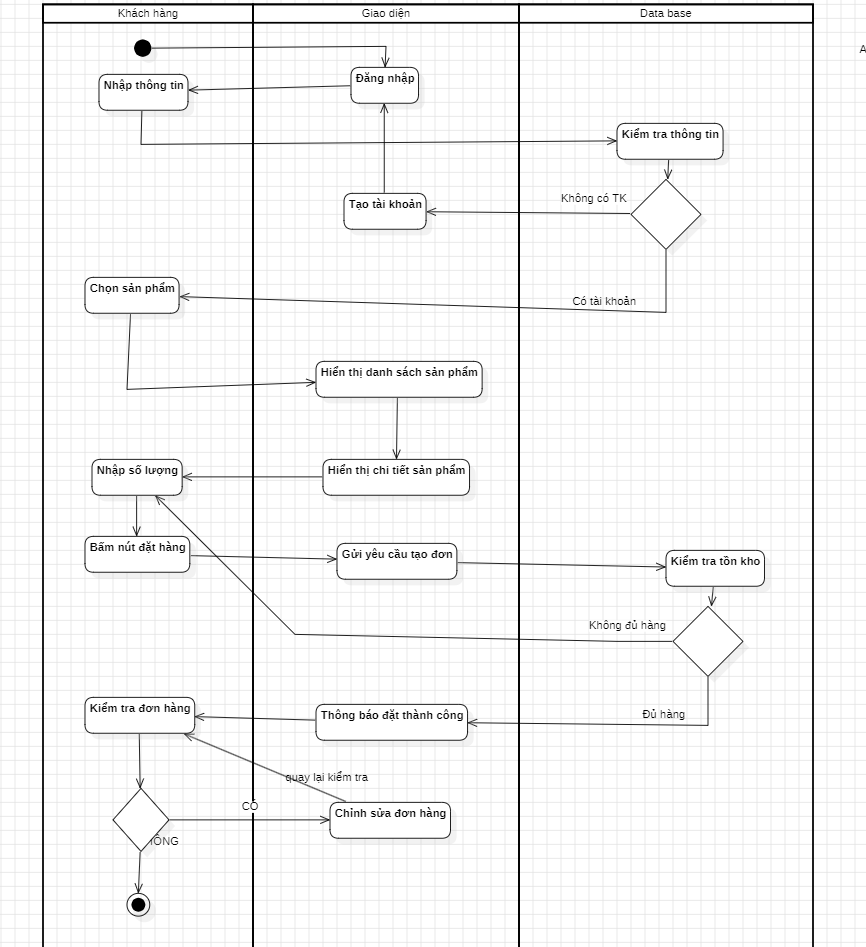 Khách hàng
Giao diện
Data base
A
Đăng nhập
Nhập thông tin
Kiểm tra thông tin
Không có TK
Tạo tài khoản
Chọn sản phẩm
Có tài khoản
Hiển thị danh sách sản phẩm
Nhập số lượng
Hiển thị chi tiết sản phẩm
Bấm nút đặt hàng
Gửi yêu cầu tạo đơn
Kiểm tra tồn kho
Không đủ hàng
Kiểm tra đơn hàng
Thông báo đặt thành công
Đủ hàng
quay lại kiểm tra
CÓ
Chỉnh sửa đơn hàng